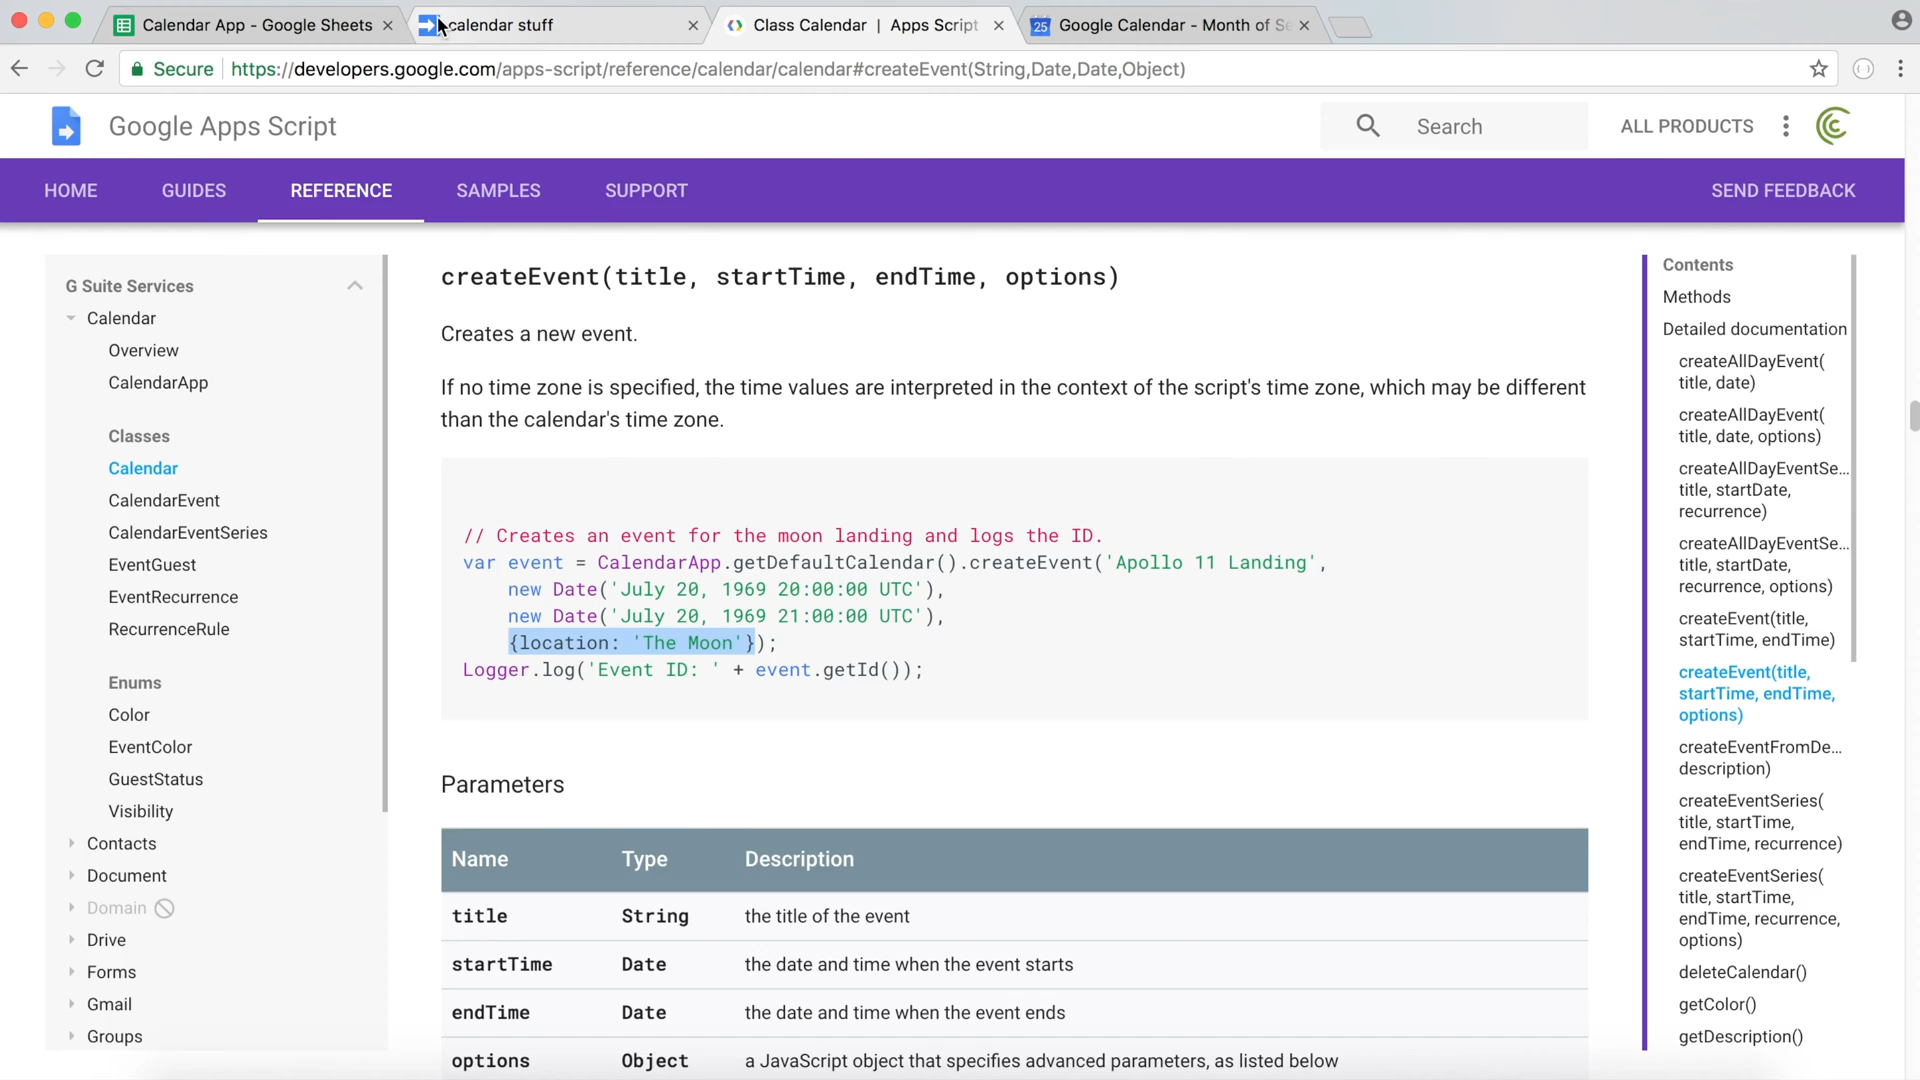 Calendar App - Google Sheets
calendar stuff
Class Calendar | Apps Script
Google Calendar - Month of Se
Secure https://developers.google.com/apps-script/reference/calendar/calendar#createEvent(String,Date,Date,Object)
Google Apps Script
Search
ALL PRODUCTS
HOME
GUIDES
REFERENCE
SAMPLES
SUPPORT
SEND FEEDBACK
G Suite Services
Calendar
Overview
CalendarApp
Classes
Calendar
CalendarEvent
CalendarEventSeries
EventGuest
EventRecurrence
RecurrenceRule
Enums
Color
EventColor
GuestStatus
Visibility
Contacts
Document
Domain
Drive
Forms
Gmail
Groups
createEvent(title, startTime, endTime, options)
Creates a new event.
If no time zone is specified, the time values are interpreted in the context of the script's time zone, which may be different
than the calendar's time zone.
// Creates an event for the moon landing and logs the ID.
var event = CalendarApp.getDefaultCalendar().createEvent('Apollo 11 Landing',
new Date('July 20, 1969 20:00:00 UTC'),
new Date('July 20, 1969 21:00:00 UTC'),
{location: 'The Moon'});
Logger.log('Event ID: ' + event.getId());
Parameters
Name Type Description
title String the title of the event
startTime Date the date and time when the event starts
endTime Date the date and time when the event ends
options Object a JavaScript object that specifies advanced parameters, as listed below
Contents
Methods
Detailed documentation
createAllDayEvent(
title, date)
createAllDayEvent(
title, date, options)
createAllDayEventSe...
title, startDate,
recurrence)
createAllDayEventSe...
title, startDate,
recurrence, options)
createEvent(title,
startTime, endTime)
createEvent(title,
startTime, endTime,
options)
createEventFromDe...
description)
createEventSeries(
title, startTime,
endTime, recurrence)
createEventSeries(
title, startTime,
endTime, recurrence,
options)
deleteCalendar()
getColor()
getDescription()